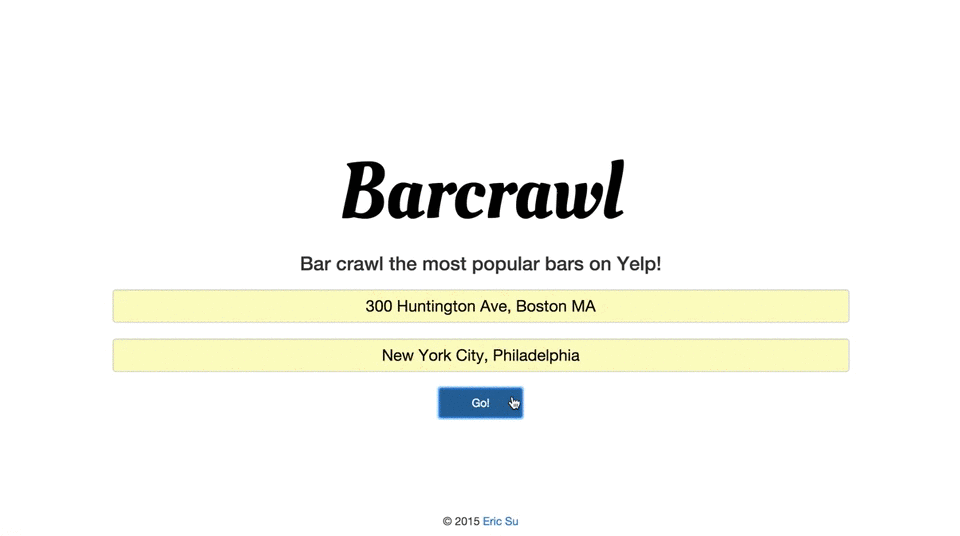 Barcrawl
Bar crawl the most popular bars on Yelp!
300 Huntington Ave, Boston MA
New York City, Philadelphia
Go!
© 2015 Eric Su